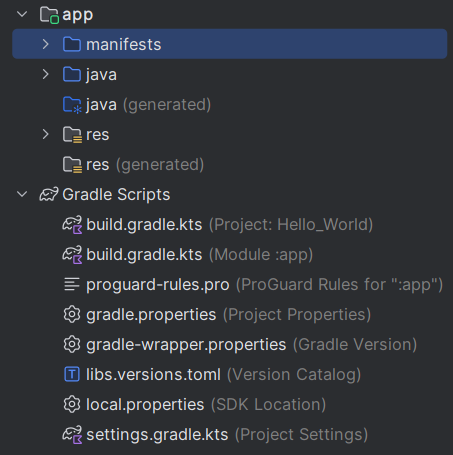 app
manifests
java
java (generated)
res
res (generated)
Gradle Scripts
build.gradle.kts (Project: Hello_World)
build.gradle.kts (Module :app)
proguard-rules.pro (ProGuard Rules for ":app")
gradle.properties (Project Properties)
gradle-wrapper.properties (Gradle Version)
libs.versions.toml (Version Catalog)
local.properties (SDK Location)
settings.gradle.kts (Project Settings)